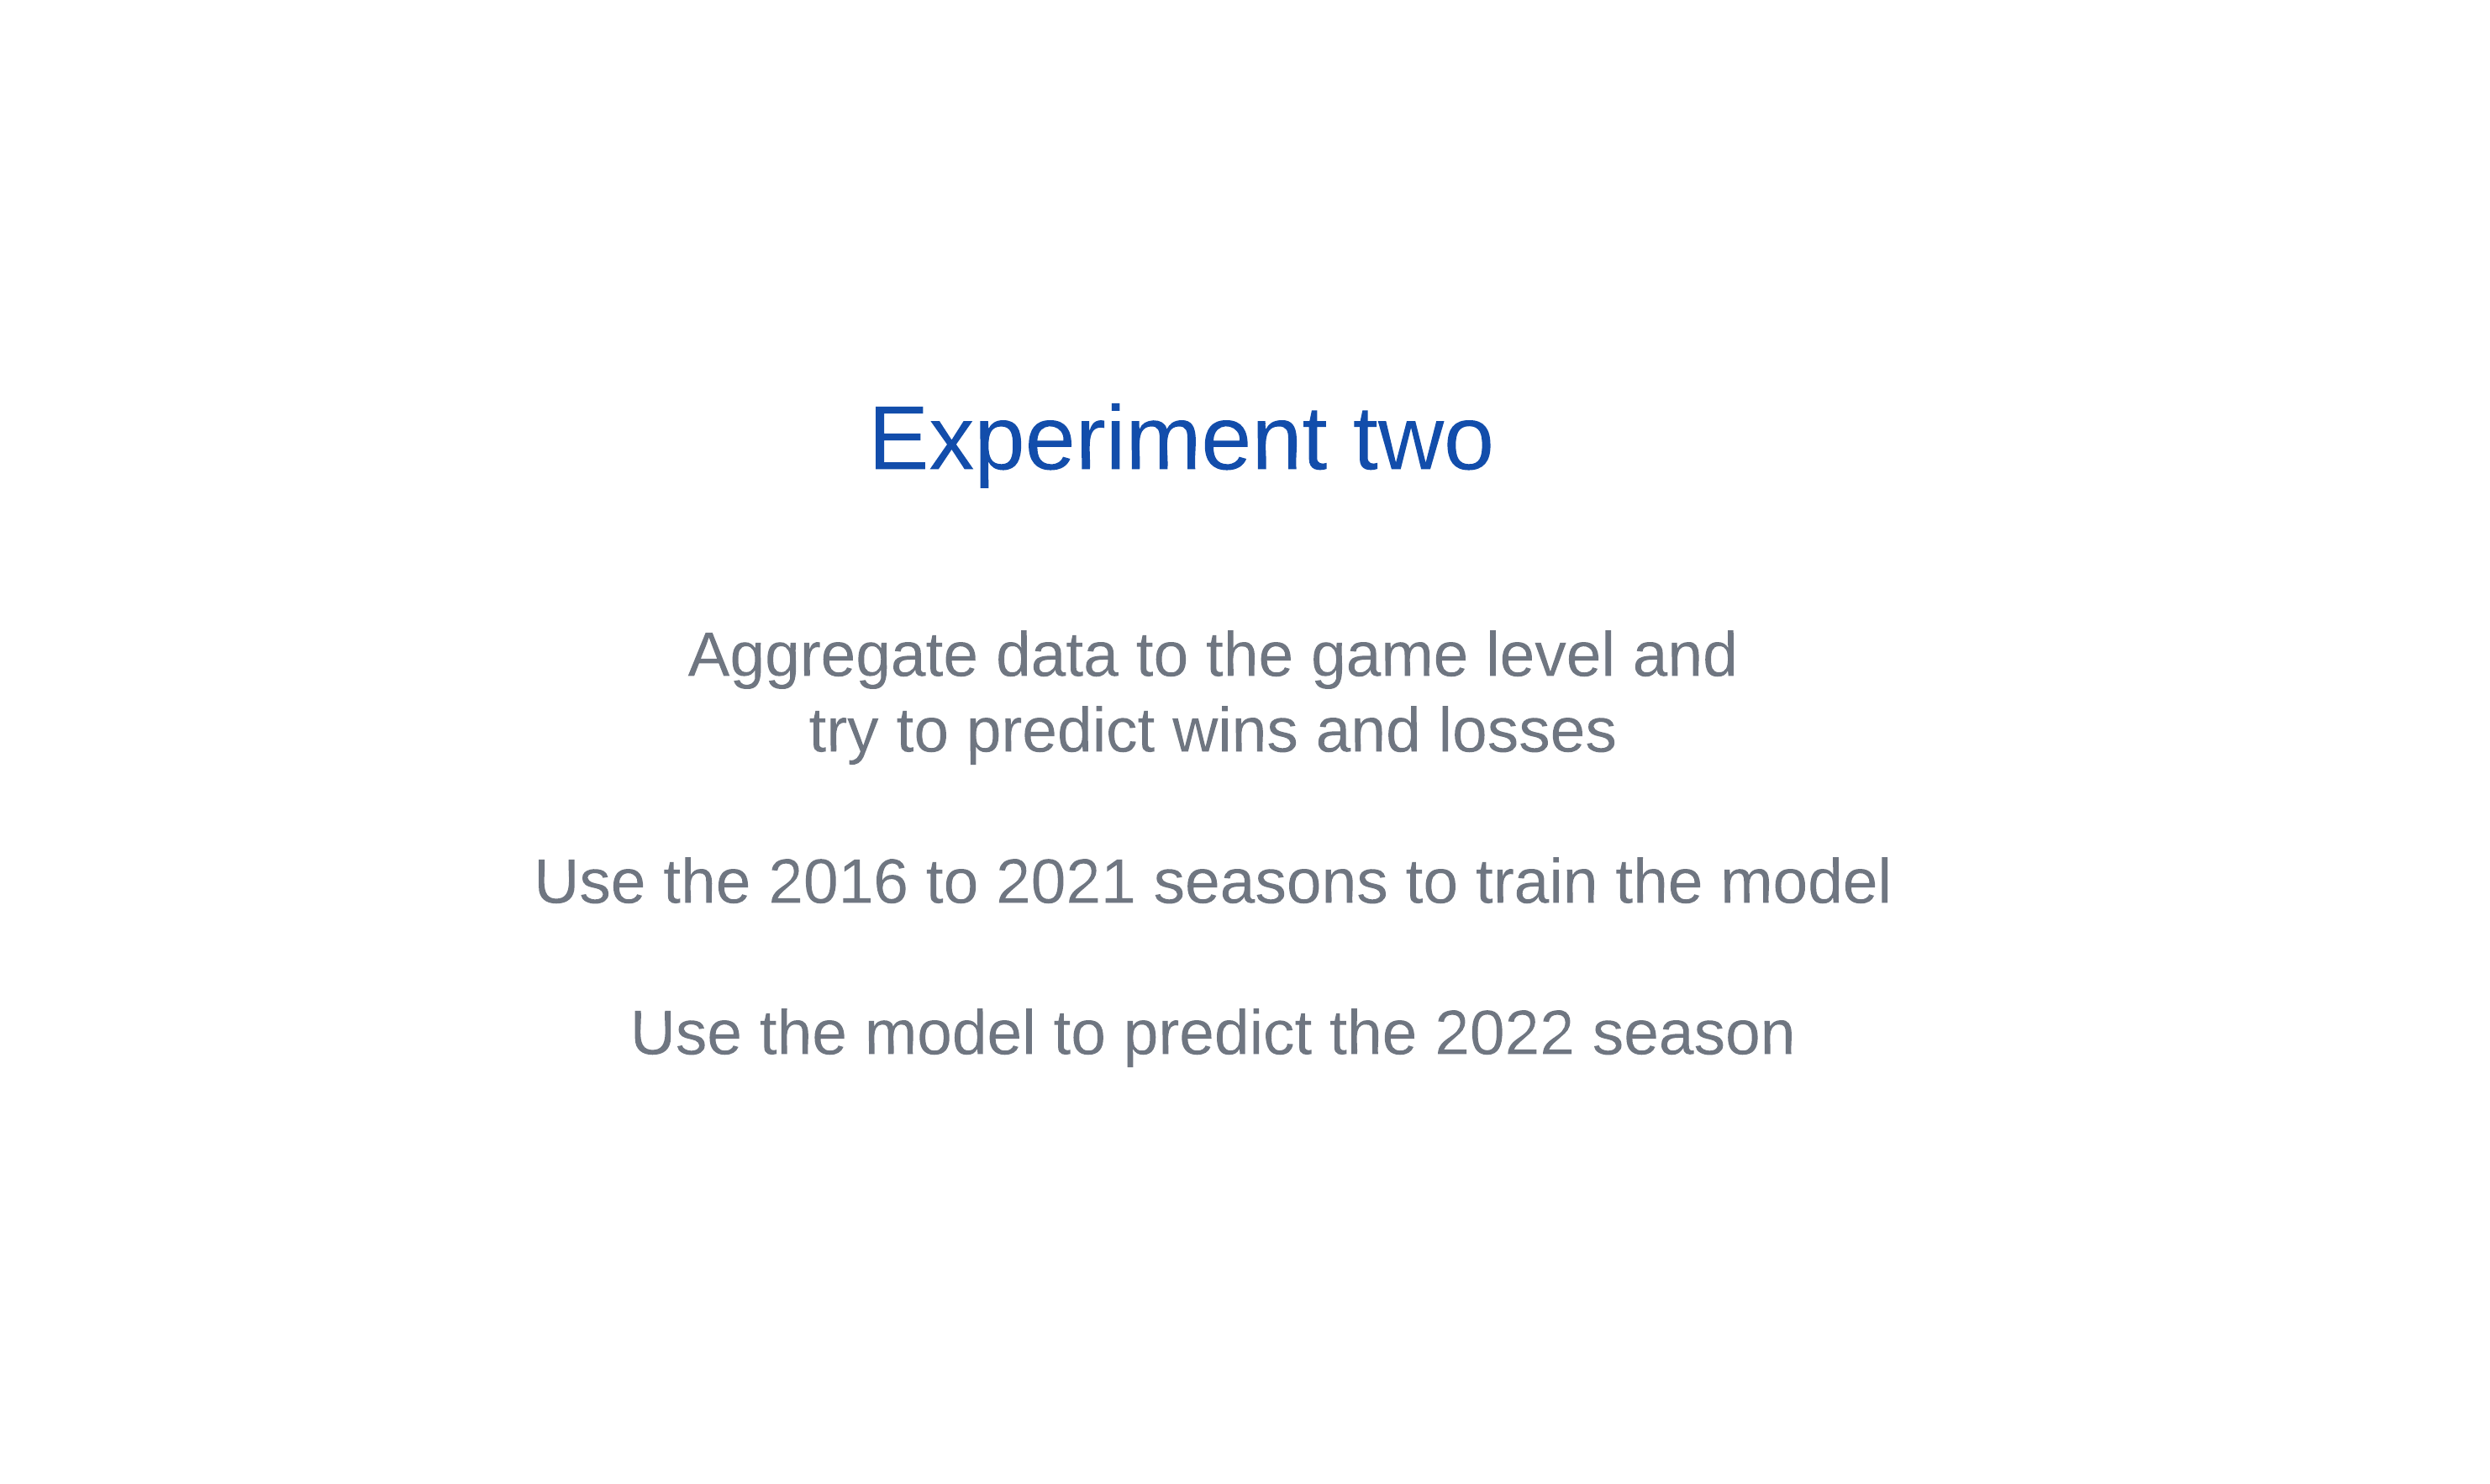 Experiment two
Aggregate data to the game level and
try to predict wins and losses
Use the 2016 to 2021 seasons to train the model
Use the model to predict the 2022 season